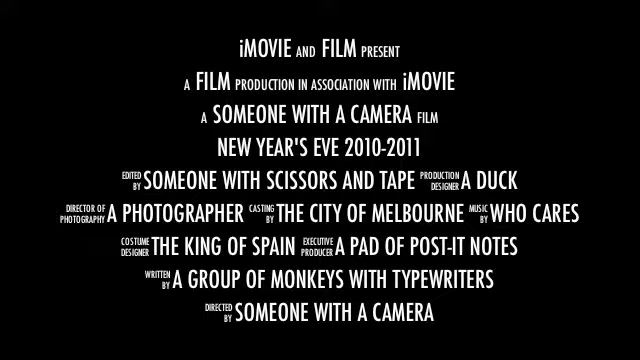 iMOVIE AND FILM PRESENT
A FILM PRODUCTION IN ASSOCIATION WITH iMOVIE
A SOMEONE WITH A CAMERA FILM
NEW YEAR'S EVE 2010-2011
EDITED BY SOMEONE WITH SCISSORS AND TAPE PRODUCTION DESIGNER A DUCK
DIRECTOR OF PHOTOGRAPHY A PHOTOGRAPHER CASTING BY THE CITY OF MELBOURNE MUSIC BY WHO CARES
COSTUME DESIGNER THE KING OF SPAIN EXECUTIVE PRODUCER A PAD OF POST-IT NOTES
WRITTEN BY A GROUP OF MONKEYS WITH TYPEWRITERS
DIRECTED BY SOMEONE WITH A CAMERA